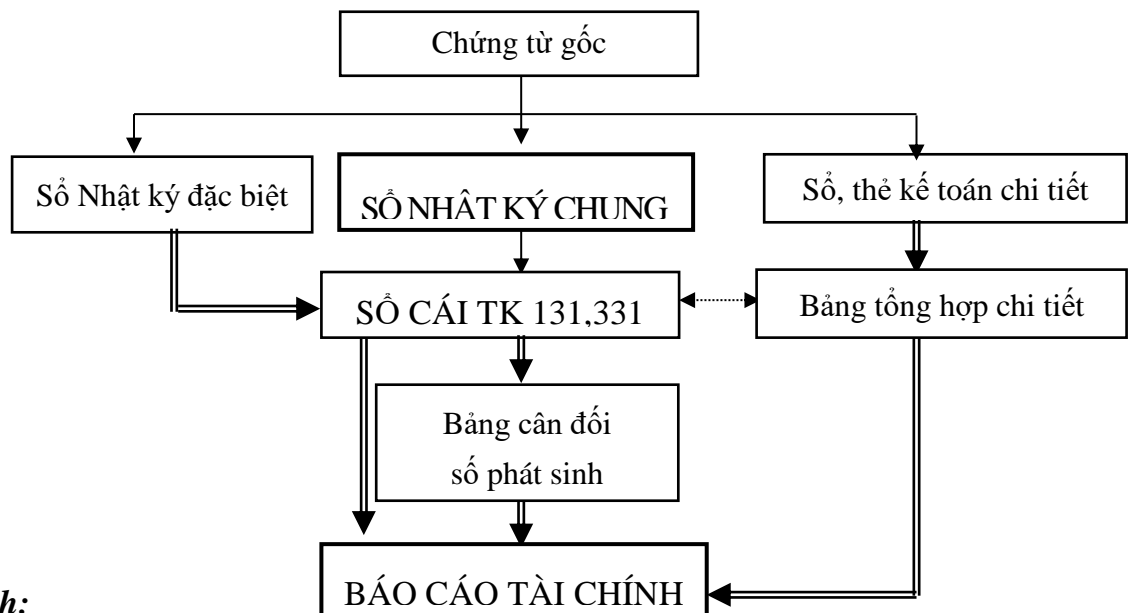 Chứng từ gốc
Sổ Nhật ký đặc biệt
SỔ NHẬT KÝ CHUNG
Sổ, thẻ kế toán chi tiết
SỔ CÁI TK 131,331
Bảng tổng hợp chi tiết
Bảng cân đối
số phát sinh
BÁO CÁO TÀI CHÍNH
h: